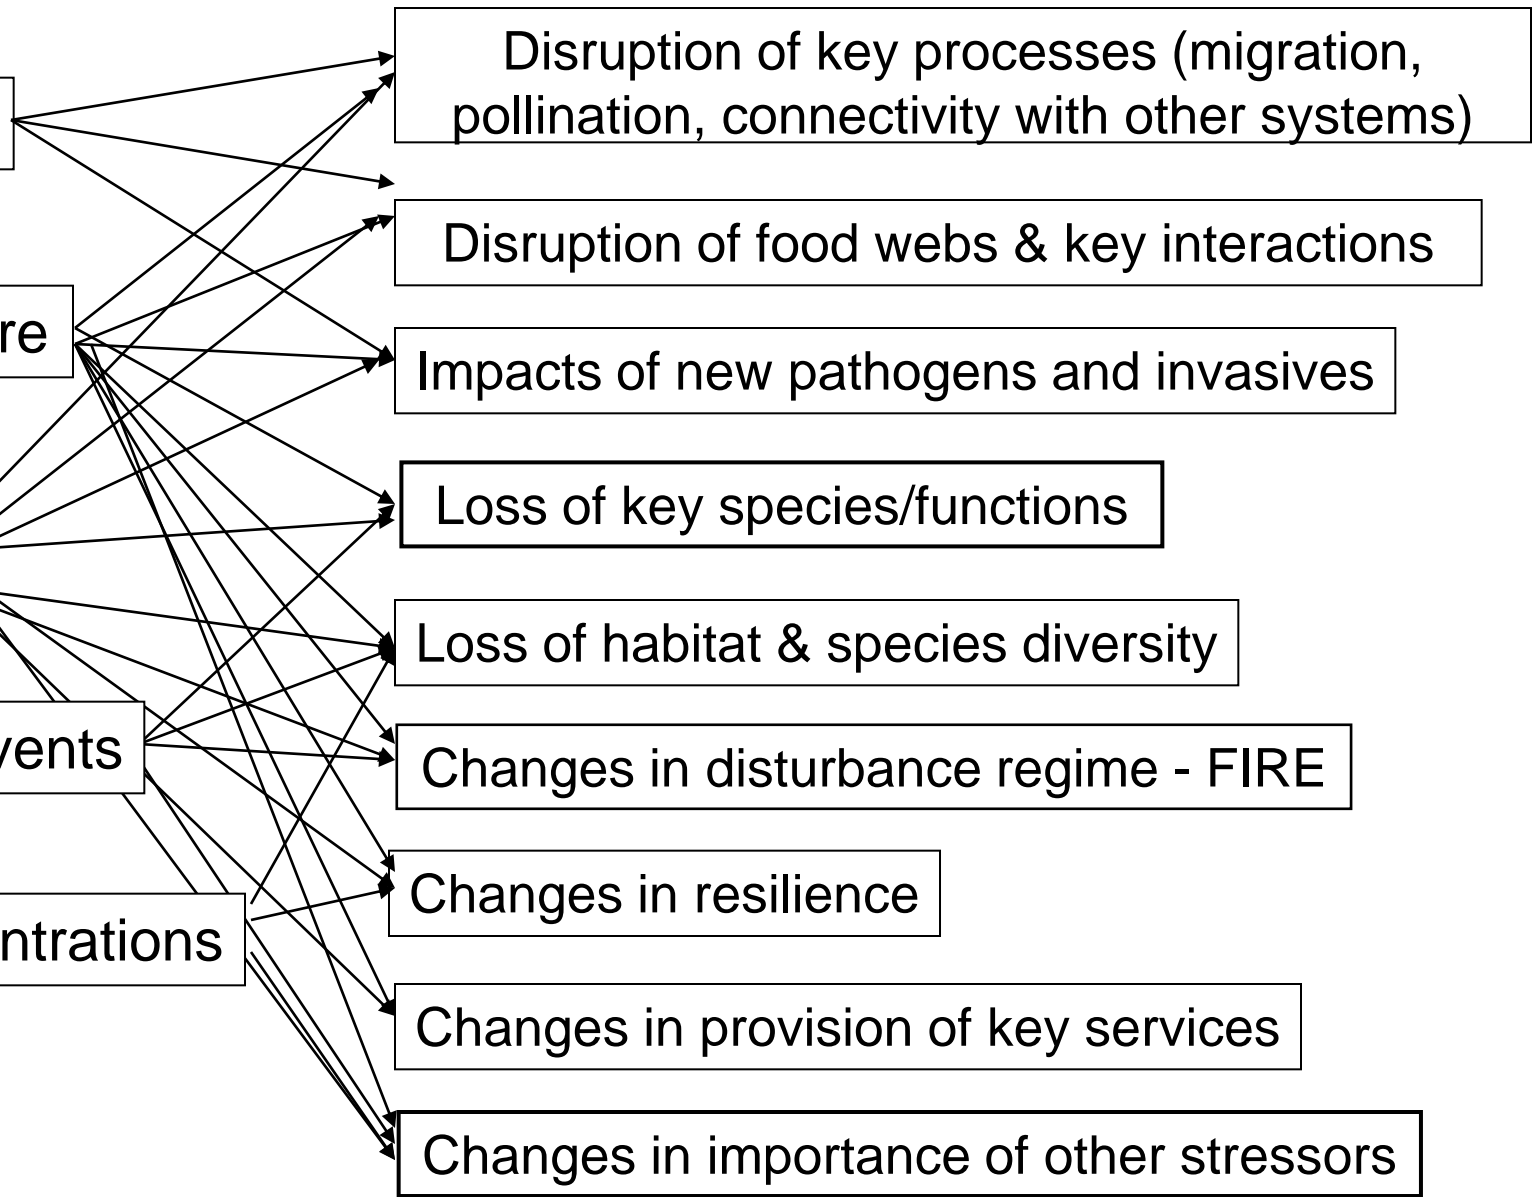 Disruption of key processes (migration,
pollination, connectivity with other systems)
Disruption of food webs & key interactions
re
Impacts of new pathogens and invasives
Loss of key species/functions
Loss of habitat & species diversity
vents
Changes in disturbance regime - FIRE
Changes in resilience
ntrations
Changes in provision of key services
Changes in importance of other stressors